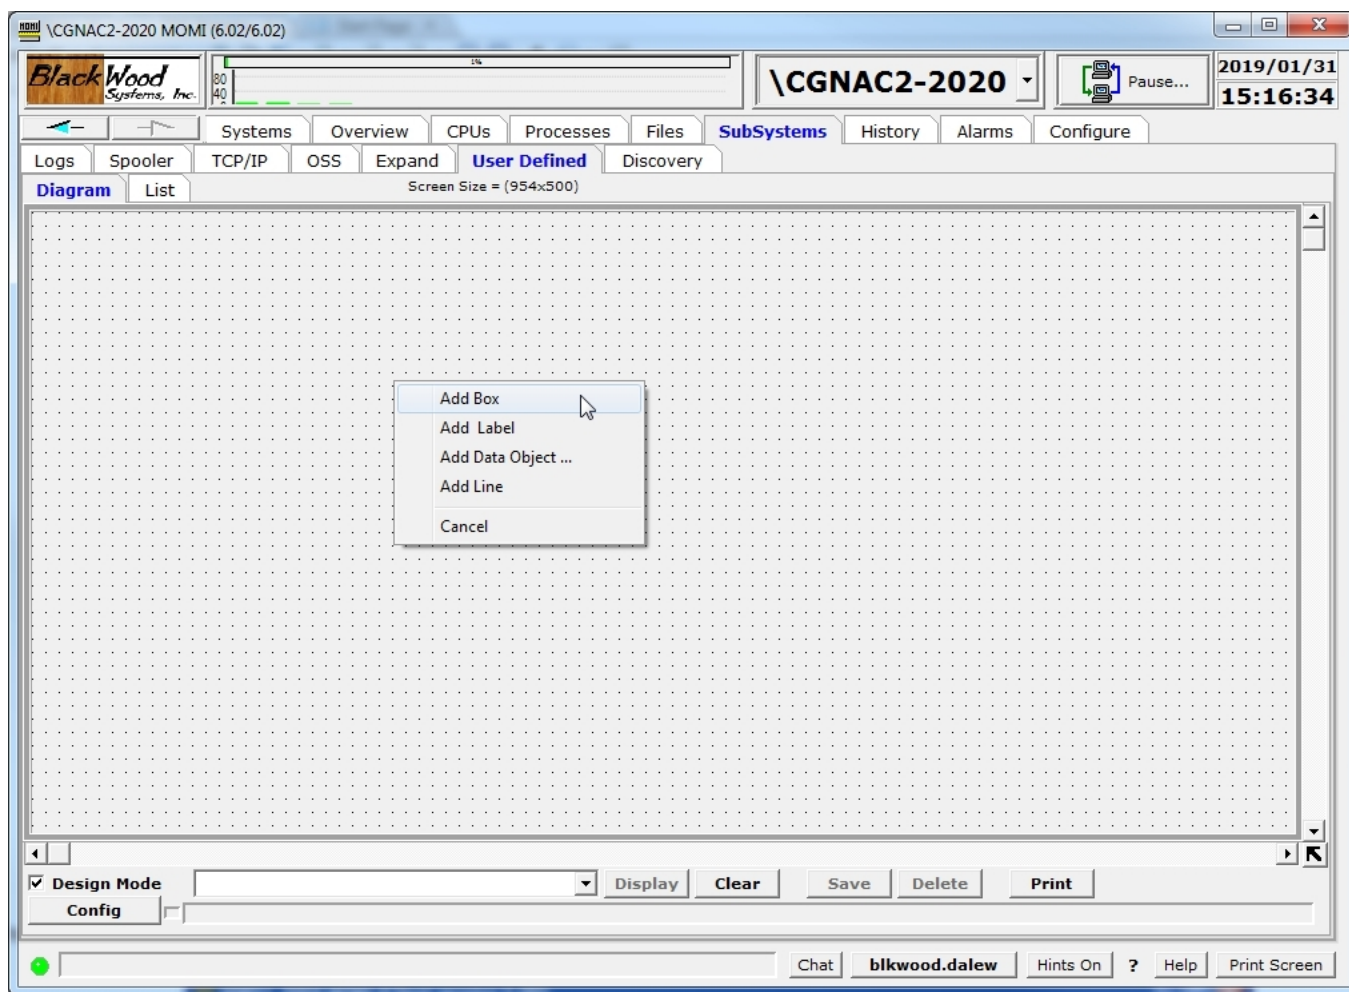 \CGNAC2-2020 MOMI (6.02/6.02)
BlackWood
Systems, Inc.
80
40
1%
\CGNAC2-2020
Pause...
2019/01/31
15:16:34
Systems Overview CPUs Processes Files SubSystems History Alarms Configure
Logs Spooler TCP/IP OSS Expand User Defined Discovery
Diagram List Screen Size = (954x500)
Add Box
Add  Label
Add Data Object ...
Add Line
Cancel
Design Mode Display Clear Save Delete Print
Config
Chat blkwood.dalew Hints On ? Help Print Screen